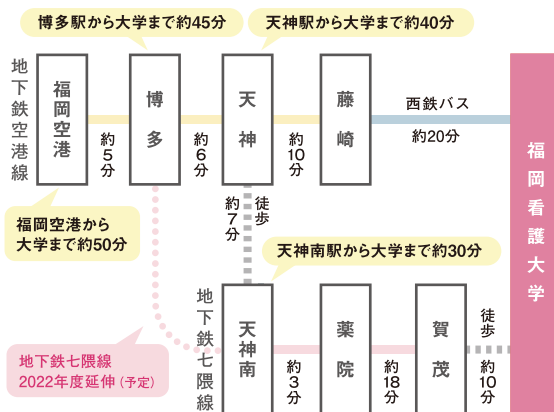 博多駅から大学まで約45分
天神駅から大学まで約40分
地下鉄空港線
福岡空港
博多
天神
藤崎
西鉄バス
約5分
約6分
約10分
約20分
福岡看護大学
福岡空港から
大学まで約50分
約7分
徒歩
天神南駅から大学まで約30分
地下鉄七隈線
2022年度延伸（予定）
地下鉄七隈線
天神南
薬院
賀茂
徒歩
約3分
約18分
約10分